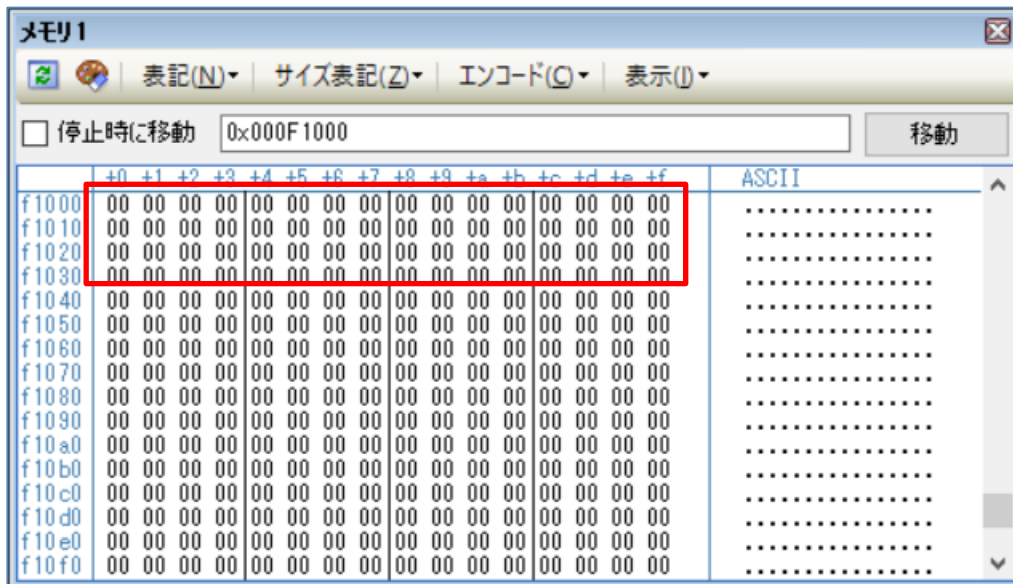 メモリ1
表記(N)▾ サイズ表記(Z)▾ エンコード(C)▾ 表示(I)▾
停止時に移動 0x000F1000 移動
+0 +1 +2 +3 +4 +5 +6 +7 +8 +9 +a +b +c +d +e +f ASCII
f1000 00 00 00 00 00 00 00 00 00 00 00 00 00 00 00 00 ................
f1010 00 00 00 00 00 00 00 00 00 00 00 00 00 00 00 00 ................
f1020 00 00 00 00 00 00 00 00 00 00 00 00 00 00 00 00 ................
f1030 00 00 00 00 00 00 00 00 00 00 00 00 00 00 00 00 ................
f1040 00 00 00 00 00 00 00 00 00 00 00 00 00 00 00 00 ................
f1050 00 00 00 00 00 00 00 00 00 00 00 00 00 00 00 00 ................
f1060 00 00 00 00 00 00 00 00 00 00 00 00 00 00 00 00 ................
f1070 00 00 00 00 00 00 00 00 00 00 00 00 00 00 00 00 ................
f1080 00 00 00 00 00 00 00 00 00 00 00 00 00 00 00 00 ................
f1090 00 00 00 00 00 00 00 00 00 00 00 00 00 00 00 00 ................
f10a0 00 00 00 00 00 00 00 00 00 00 00 00 00 00 00 00 ................
f10b0 00 00 00 00 00 00 00 00 00 00 00 00 00 00 00 00 ................
f10c0 00 00 00 00 00 00 00 00 00 00 00 00 00 00 00 00 ................
f10d0 00 00 00 00 00 00 00 00 00 00 00 00 00 00 00 00 ................
f10e0 00 00 00 00 00 00 00 00 00 00 00 00 00 00 00 00 ................
f10f0 00 00 00 00 00 00 00 00 00 00 00 00 00 00 00 00 ................